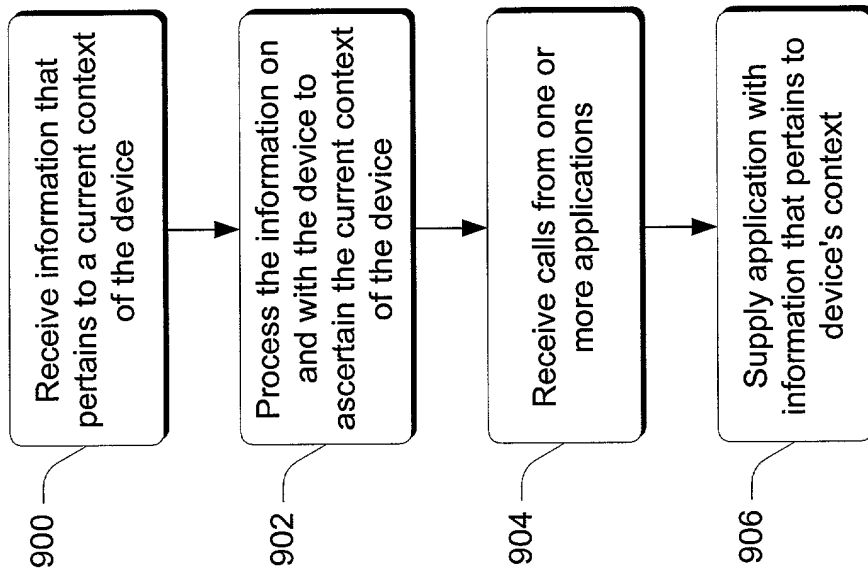 900
Receive information that
pertains to a current context
of the device
902
Process the information on
and with the device to
ascertain the current context
of the device
904
Receive calls from one or
more applications
906
Supply application with
information that pertains to
device's context